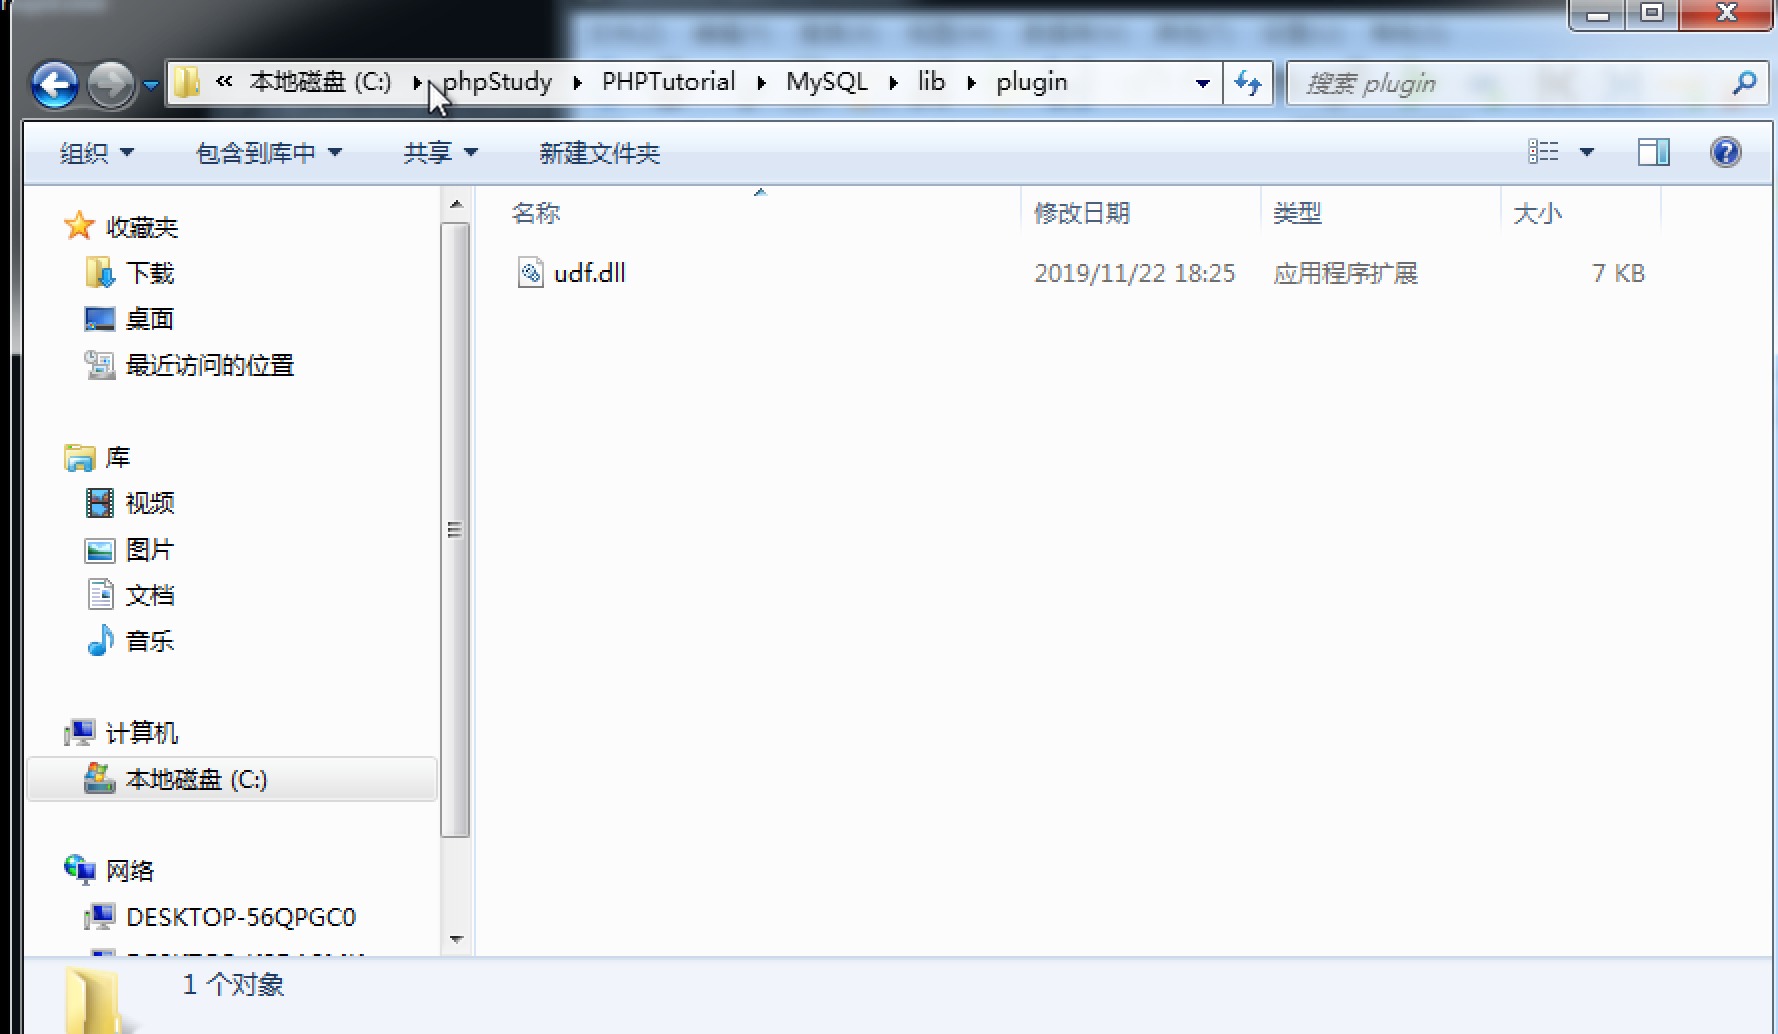 « 本地磁盘 (C:) ▸ phpStudy ▸ PHPTutorial ▸ MySQL ▸ lib ▸ plugin
搜索 plugin
组织 包含到库中 共享 新建文件夹
名称 修改日期 类型 大小
udf.dll 2019/11/22 18:25 应用程序扩展 7 KB
收藏夹
下载
桌面
最近访问的位置
库
视频
图片
文档
音乐
计算机
本地磁盘 (C:)
网络
DESKTOP-56QPGC0
1 个对象